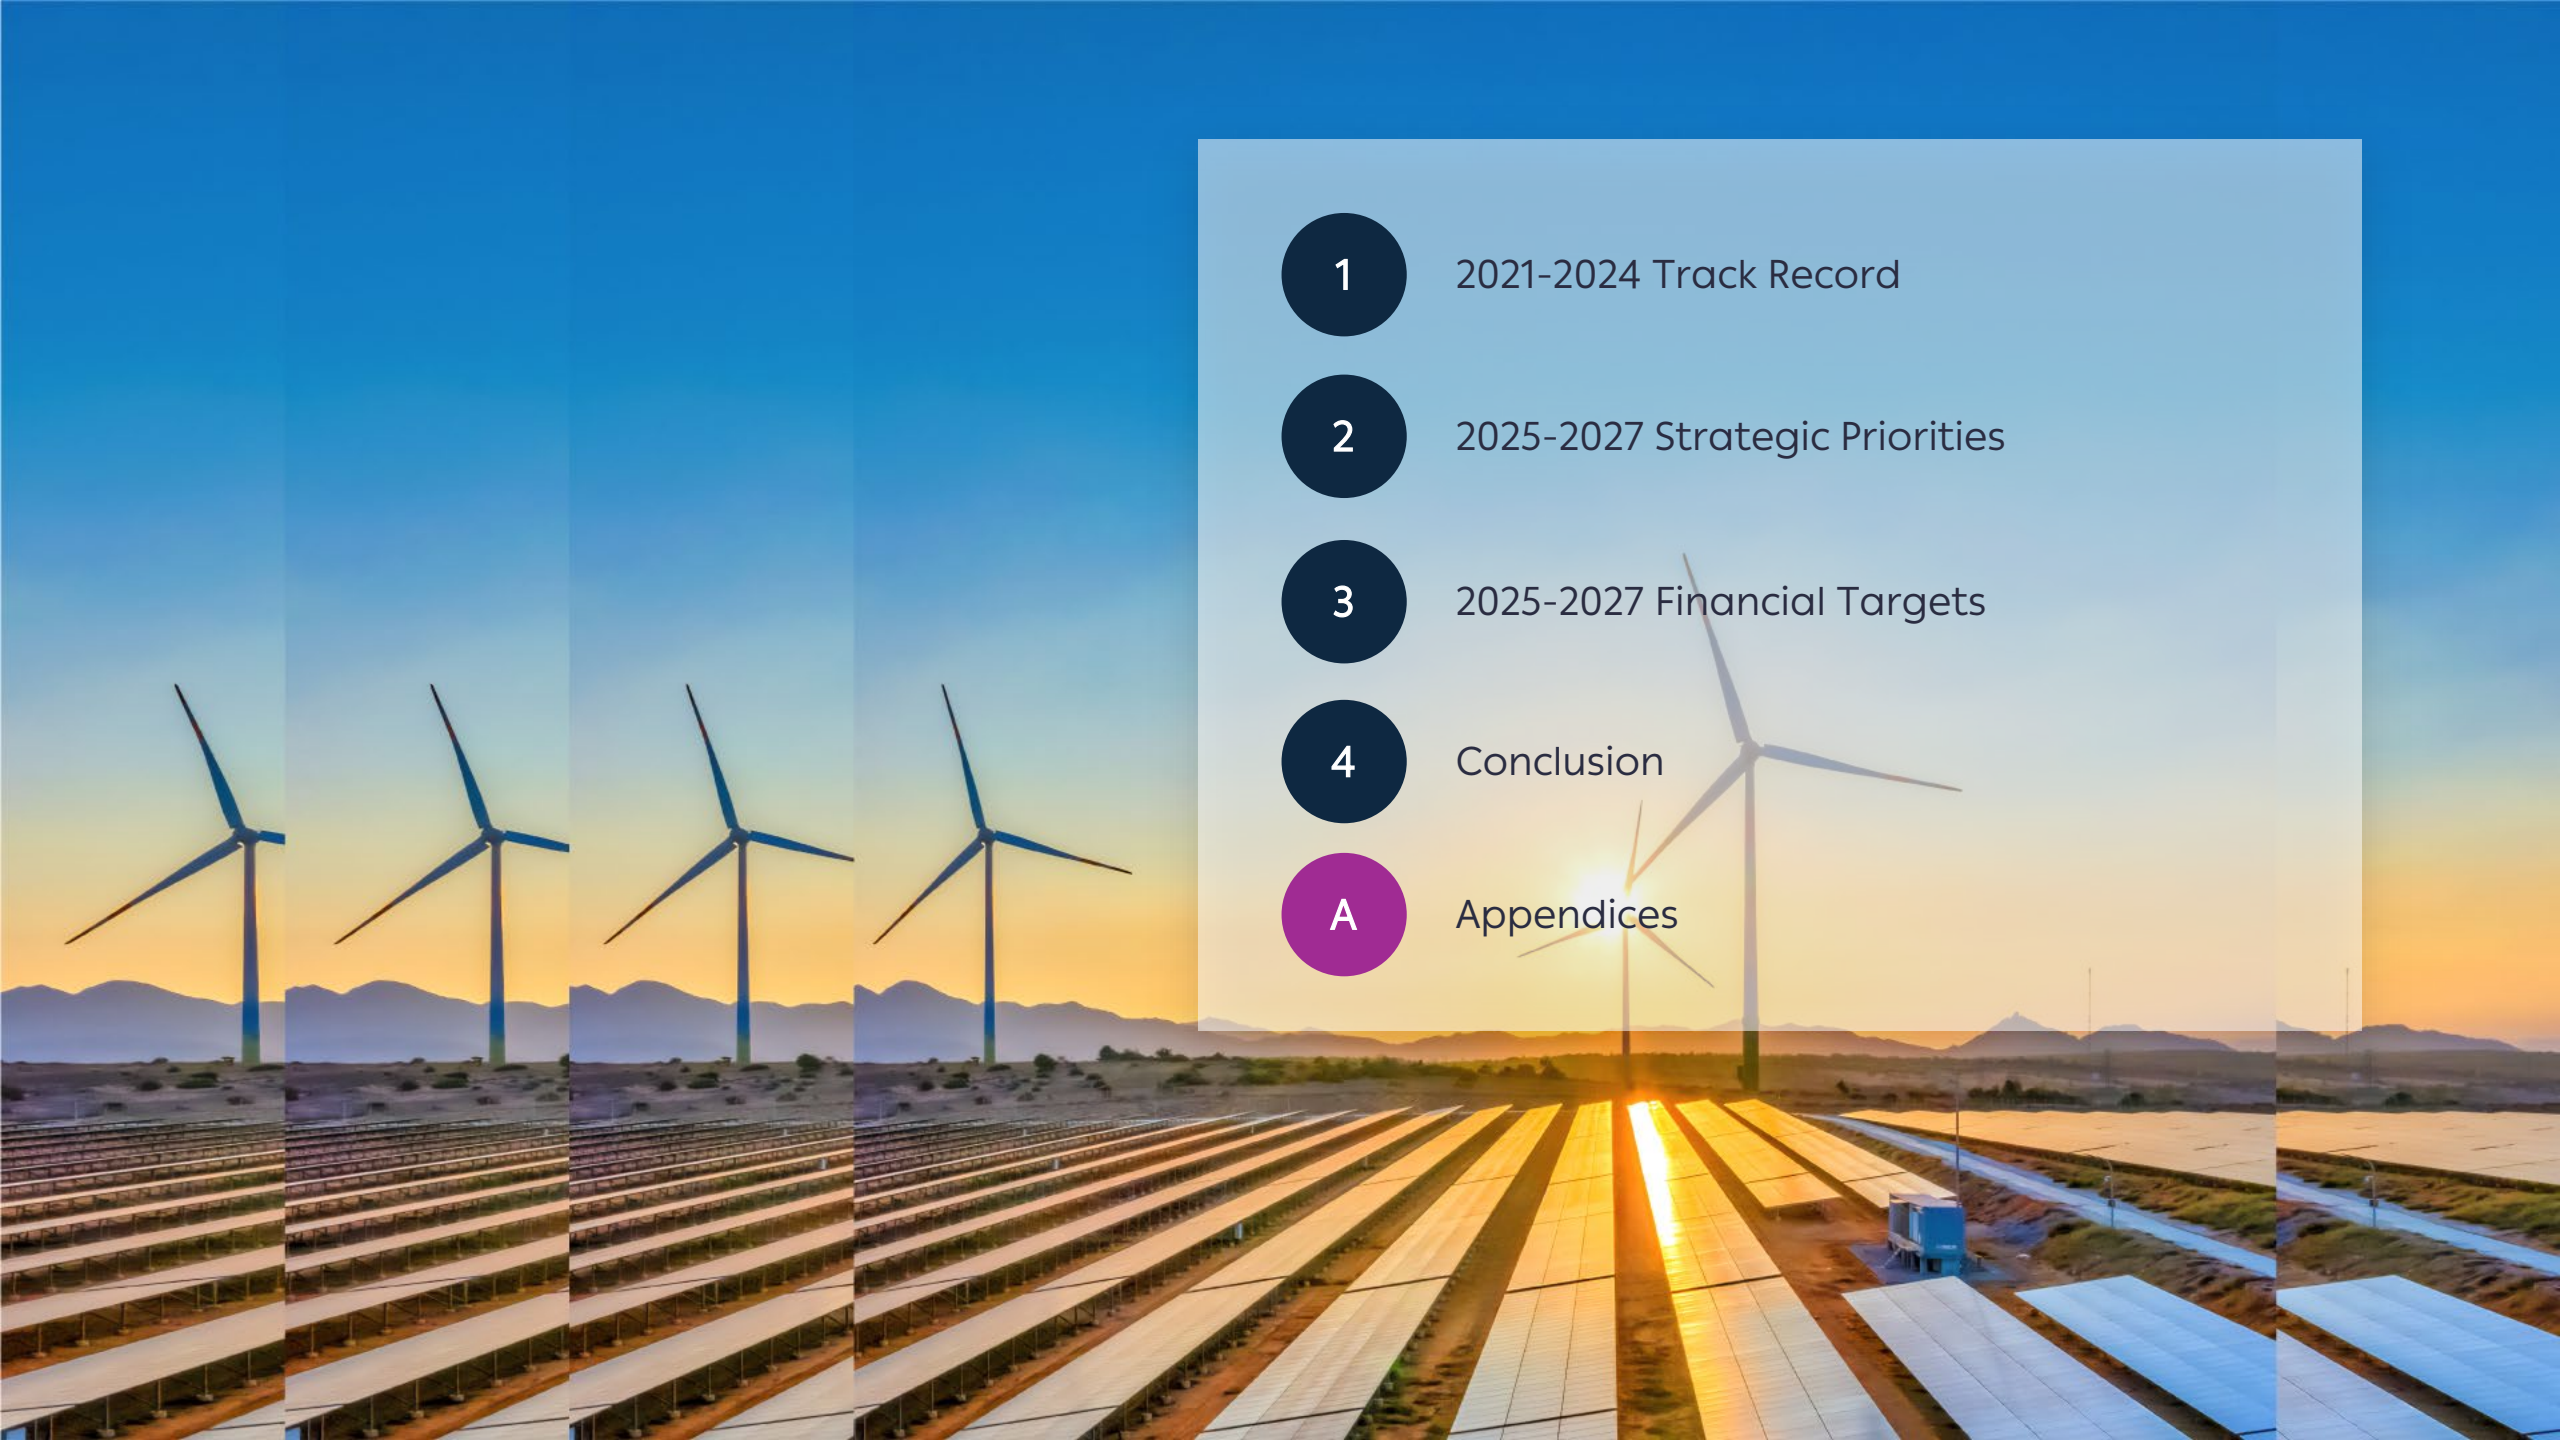 1 2021-2024 Track Record
2 2025-2027 Strategic Priorities
3 2025-2027 Financial Targets
4 Conclusion
A Appendices